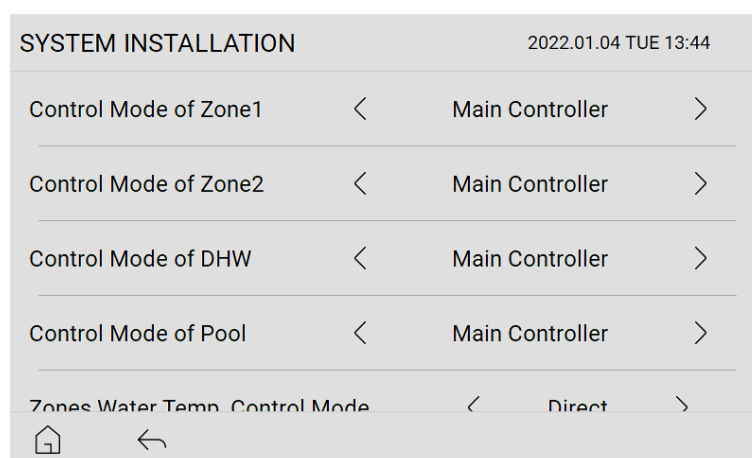 SYSTEM INSTALLATION 2022.01.04 TUE 13:44
Control Mode of Zone1 Main Controller
Control Mode of Zone2 Main Controller
Control Mode of DHW Main Controller
Control Mode of Pool Main Controller
Zones Water Temp. Control Mode Direct